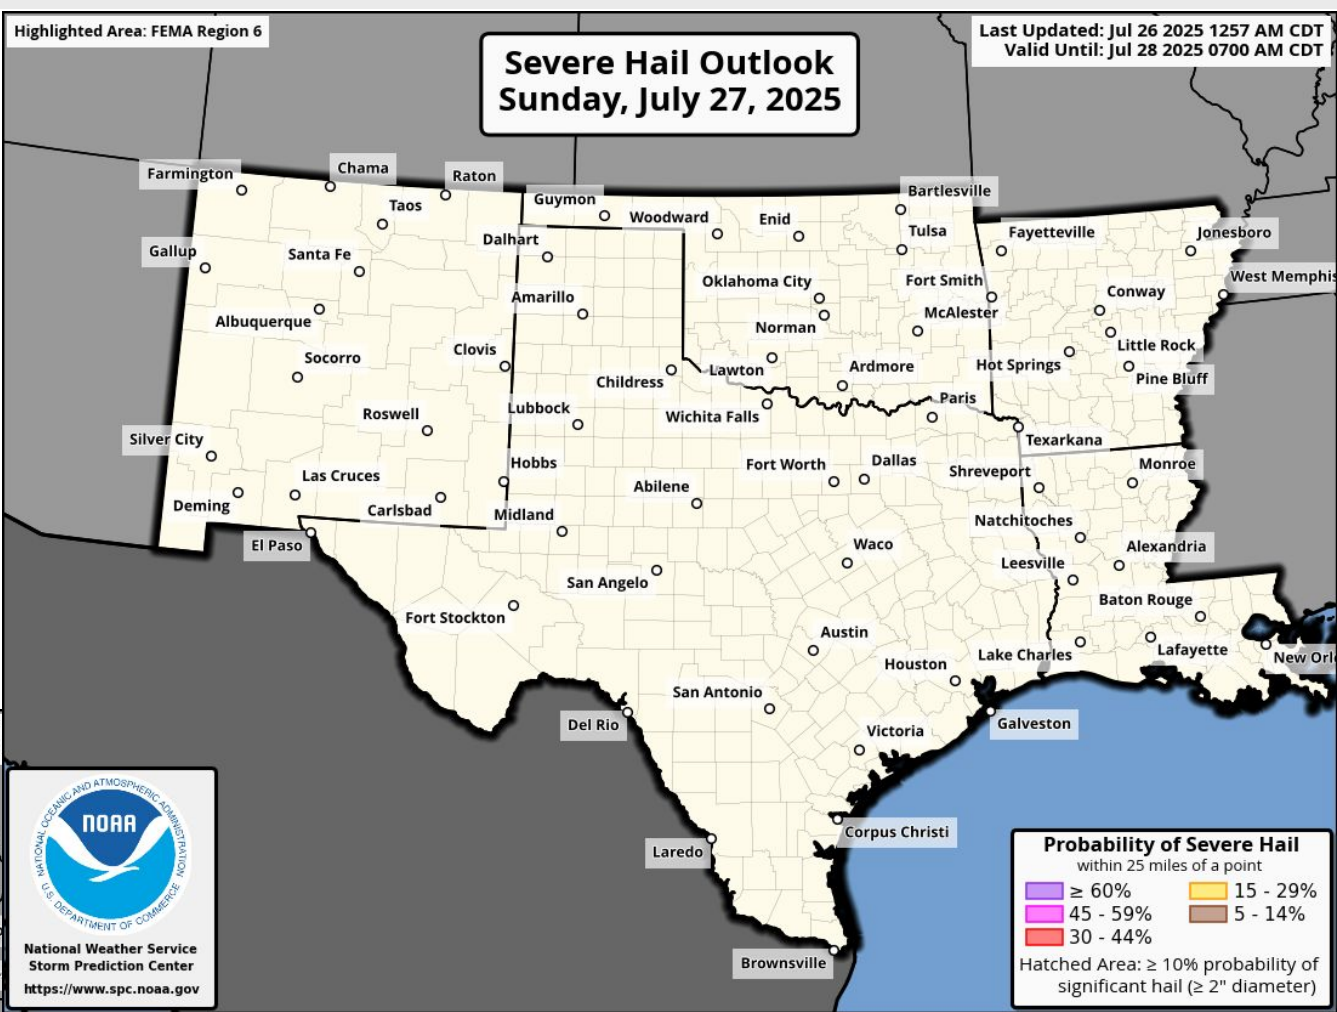 Highlighted Area: FEMA Region 6
Severe Hail Outlook
Sunday, July 27, 2025
Last Updated: Jul 26 2025 1257 AM CDT
Valid Until: Jul 28 2025 0700 AM CDT
Farmington
Chama
Raton
Taos
Guymon
Woodward
Enid
Bartlesville
Tulsa
Fayetteville
Jonesboro
Gallup
Santa Fe
Dalhart
Oklahoma City
Fort Smith
West Memphis
Amarillo
Conway
Albuquerque
Norman
McAlester
Little Rock
Socorro
Clovis
Childress
Lawton
Ardmore
Hot Springs
Pine Bluff
Roswell
Lubbock
Wichita Falls
Paris
Texarkana
Silver City
Las Cruces
Hobbs
Abilene
Fort Worth
Dallas
Shreveport
Monroe
Deming
Carlsbad
Midland
Natchitoches
El Paso
San Angelo
Waco
Leesville
Alexandria
Fort Stockton
Baton Rouge
Austin
Houston
Lake Charles
Lafayette
New Orl
San Antonio
Del Rio
Victoria
Galveston
Laredo
Corpus Christi
Brownsville
NATIONAL OCEANIC AND ATMOSPHERIC ADMINISTRATION
NOAA
U.S. DEPARTMENT OF COMMERCE
National Weather Service
Storm Prediction Center
https://www.spc.noaa.gov
Probability of Severe Hail
within 25 miles of a point
≥ 60%
15 - 29%
45 - 59%
5 - 14%
30 - 44%
Hatched Area: ≥ 10% probability of
significant hail (≥ 2" diameter)